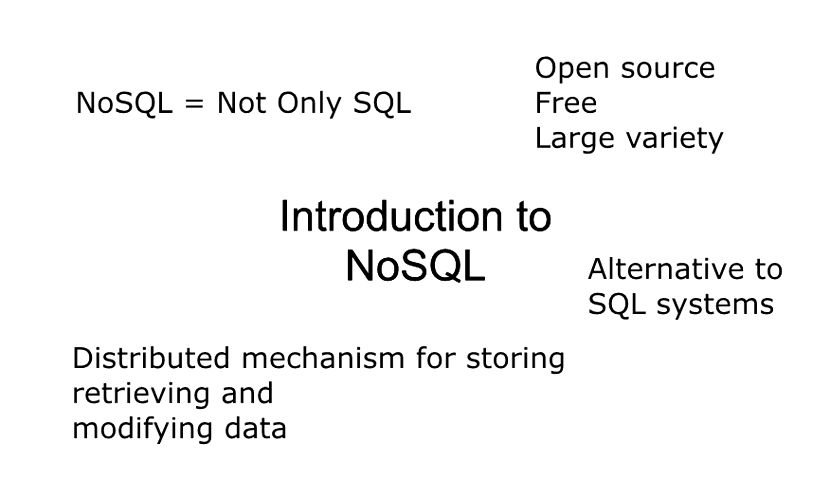 NoSQL = Not Only SQL
Open source
Free
Large variety
Introduction to
NoSQL
Alternative to
SQL systems
Distributed mechanism for storing
retrieving and
modifying data